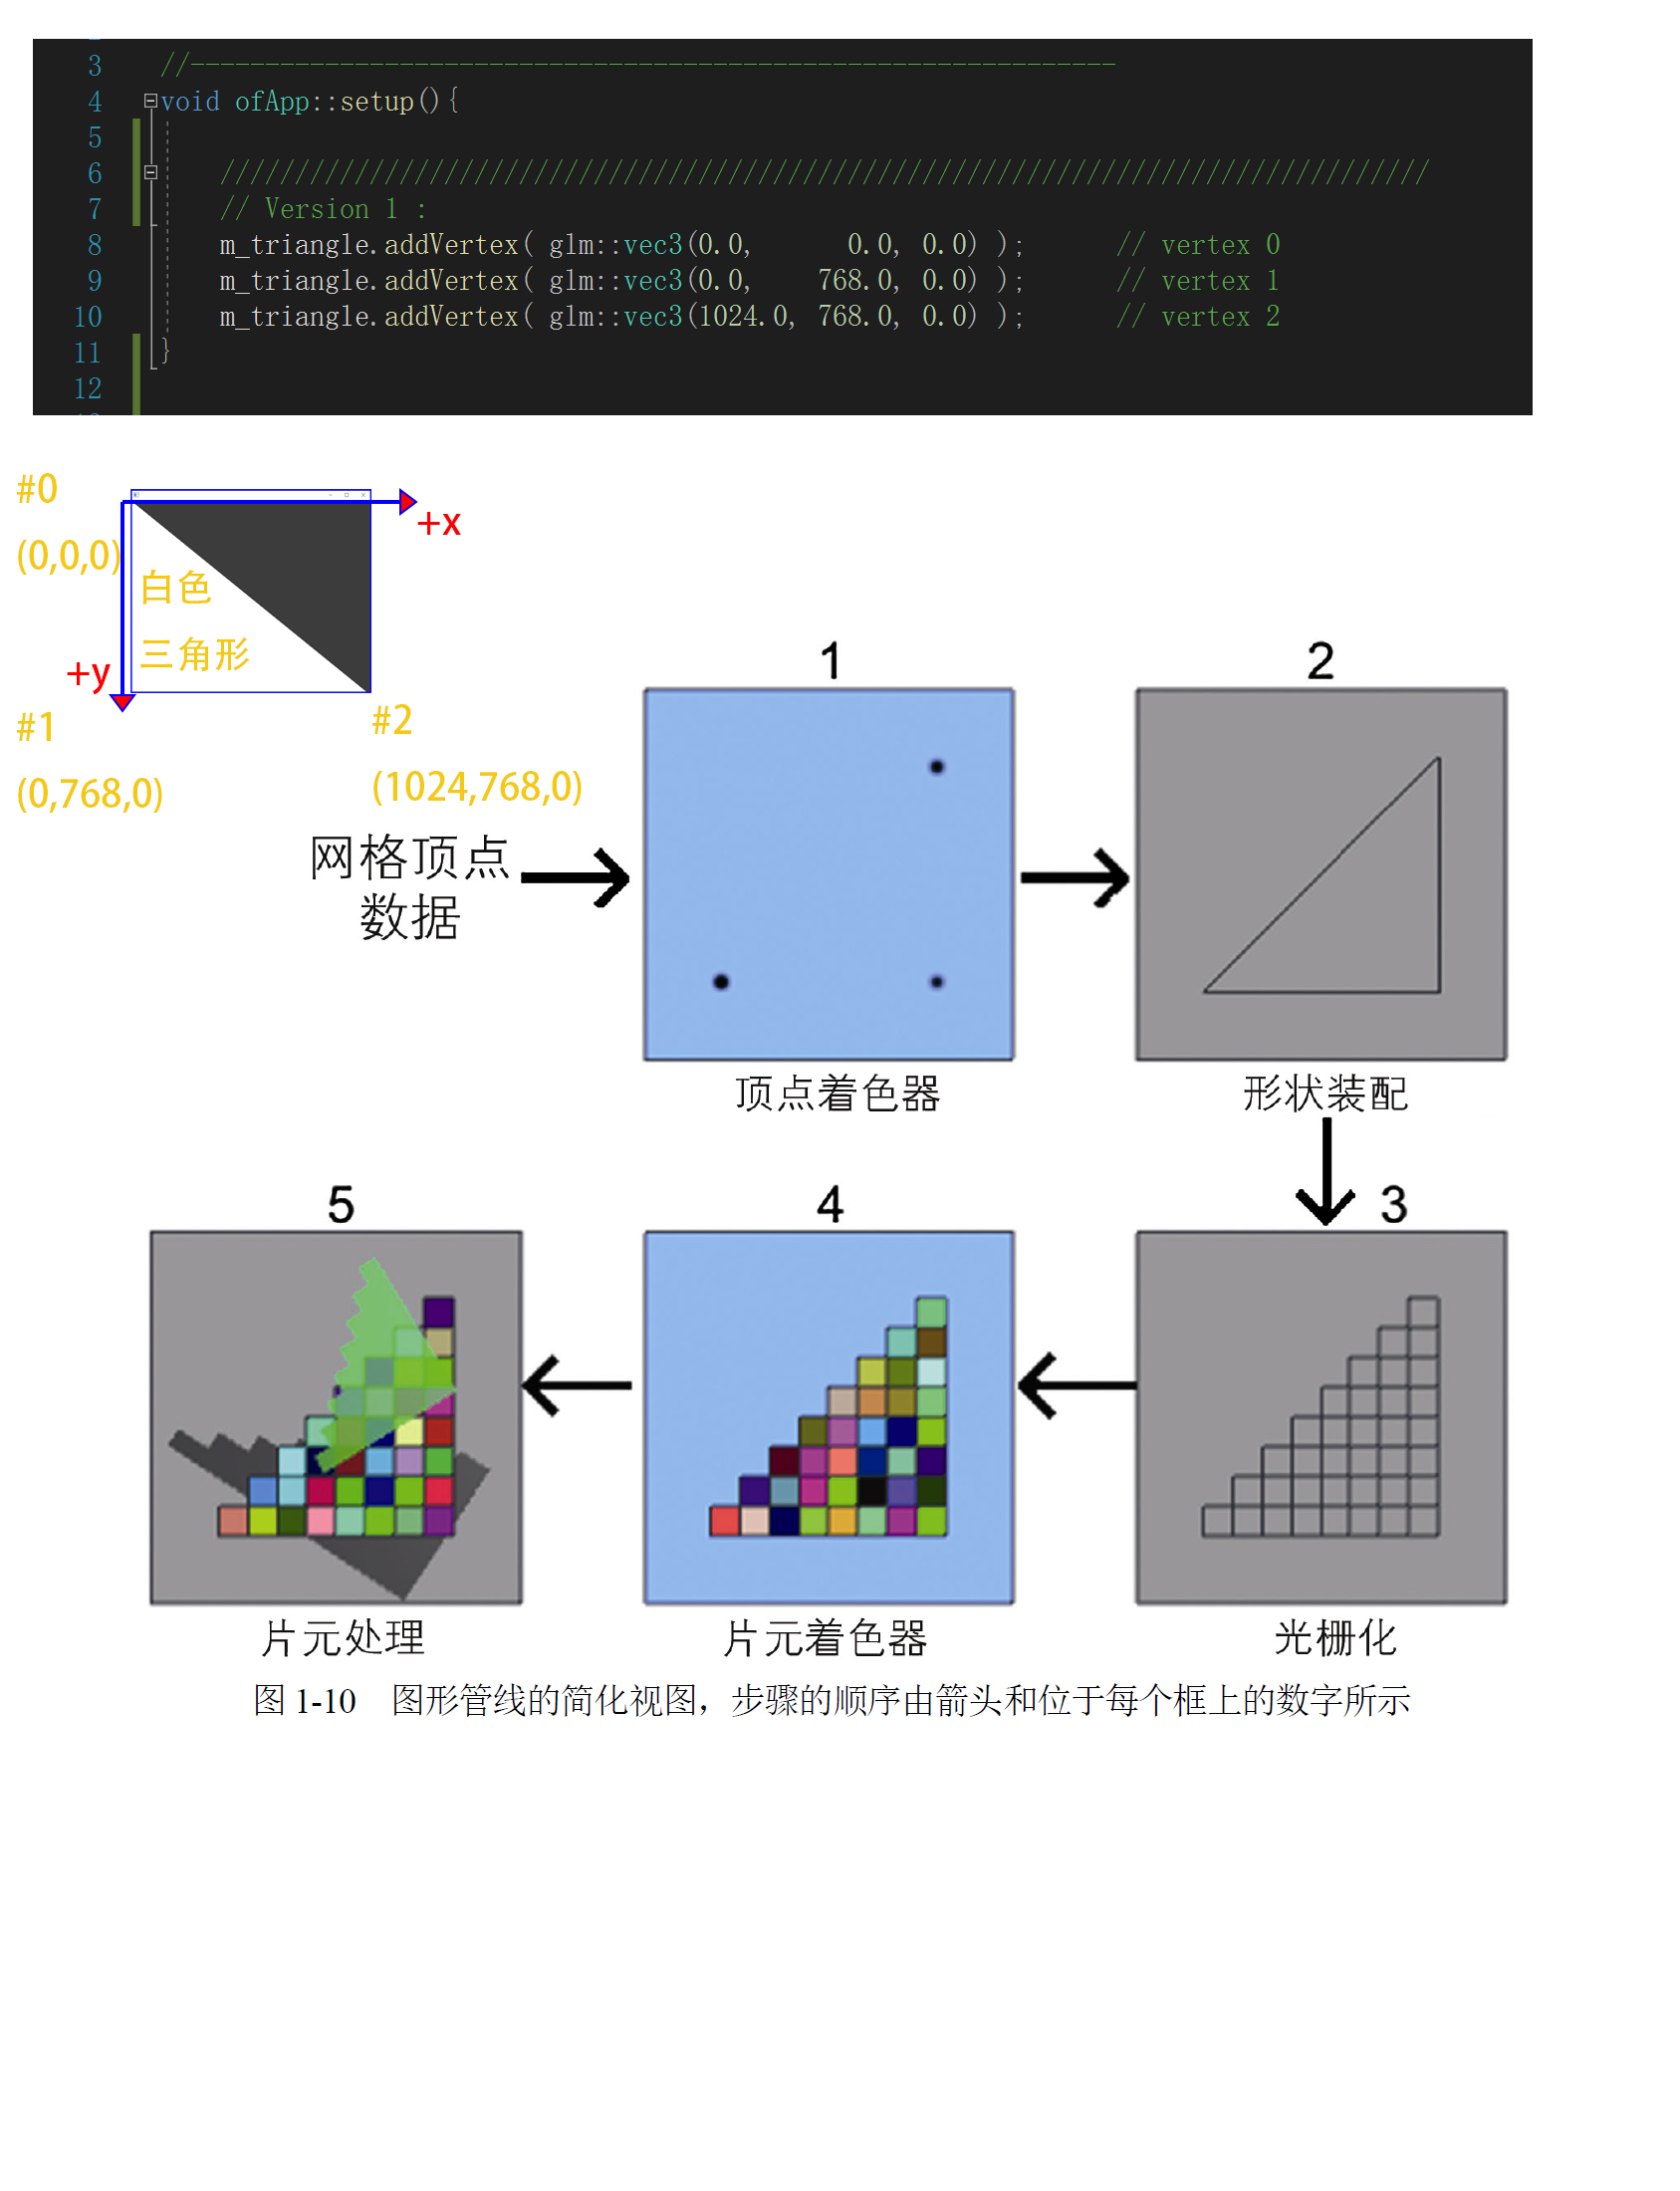 3 //--------------------------------------------------------------
4 void ofApp::setup(){
5
6 /////////////////////////////////////////////////////////////////////////////////
7 // Version 1 :
8 m_triangle.addVertex( glm::vec3(0.0, 0.0, 0.0) ); // vertex 0
9 m_triangle.addVertex( glm::vec3(0.0, 768.0, 0.0) ); // vertex 1
10 m_triangle.addVertex( glm::vec3(1024.0, 768.0, 0.0) ); // vertex 2
11 }
12
#0
(0,0,0)
+x
白色
三角形
+y
#1
(0,768,0)
#2
(1024,768,0)
网格顶点
数据
1
顶点着色器
2
形状装配
3
光栅化
4
片元着色器
5
片元处理
图 1-10 图形管线的简化视图，步骤的顺序由箭头和位于每个框上的数字所示